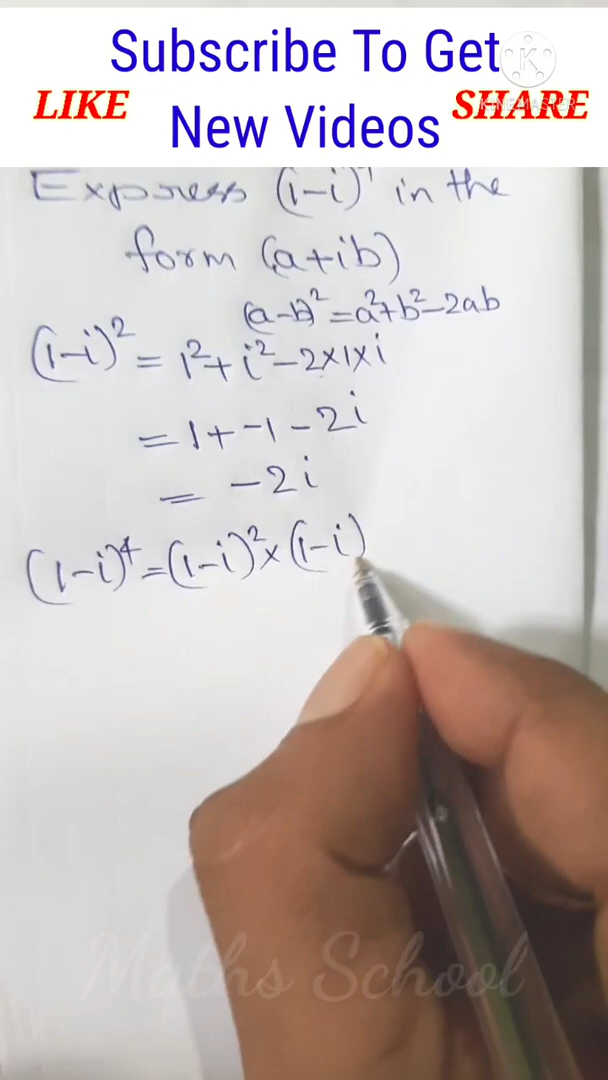 Subscribe To Get
LIKE
SHARE
KINEMASTER
New Videos
Express (1-i)⁴ in the
form (a+ib)
(a-b)² = a²+b²-2ab
(1-i)² = 1²+i²-2×1×i
= 1+-1-2i
= -2i
(1-i)⁴=(1-i)²×(1-i)
Maths School